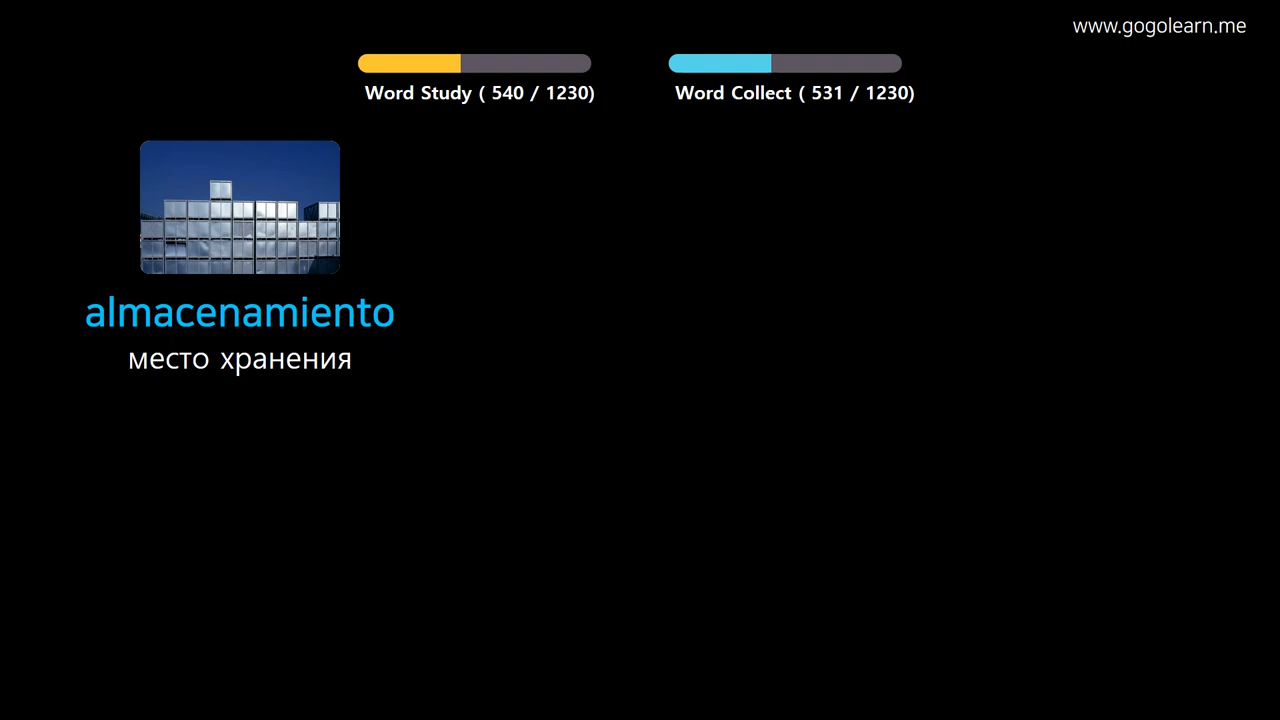 www.gogolearn.me
Word Study ( 540 / 1230)
Word Collect ( 531 / 1230)
almacenamiento
место хранения